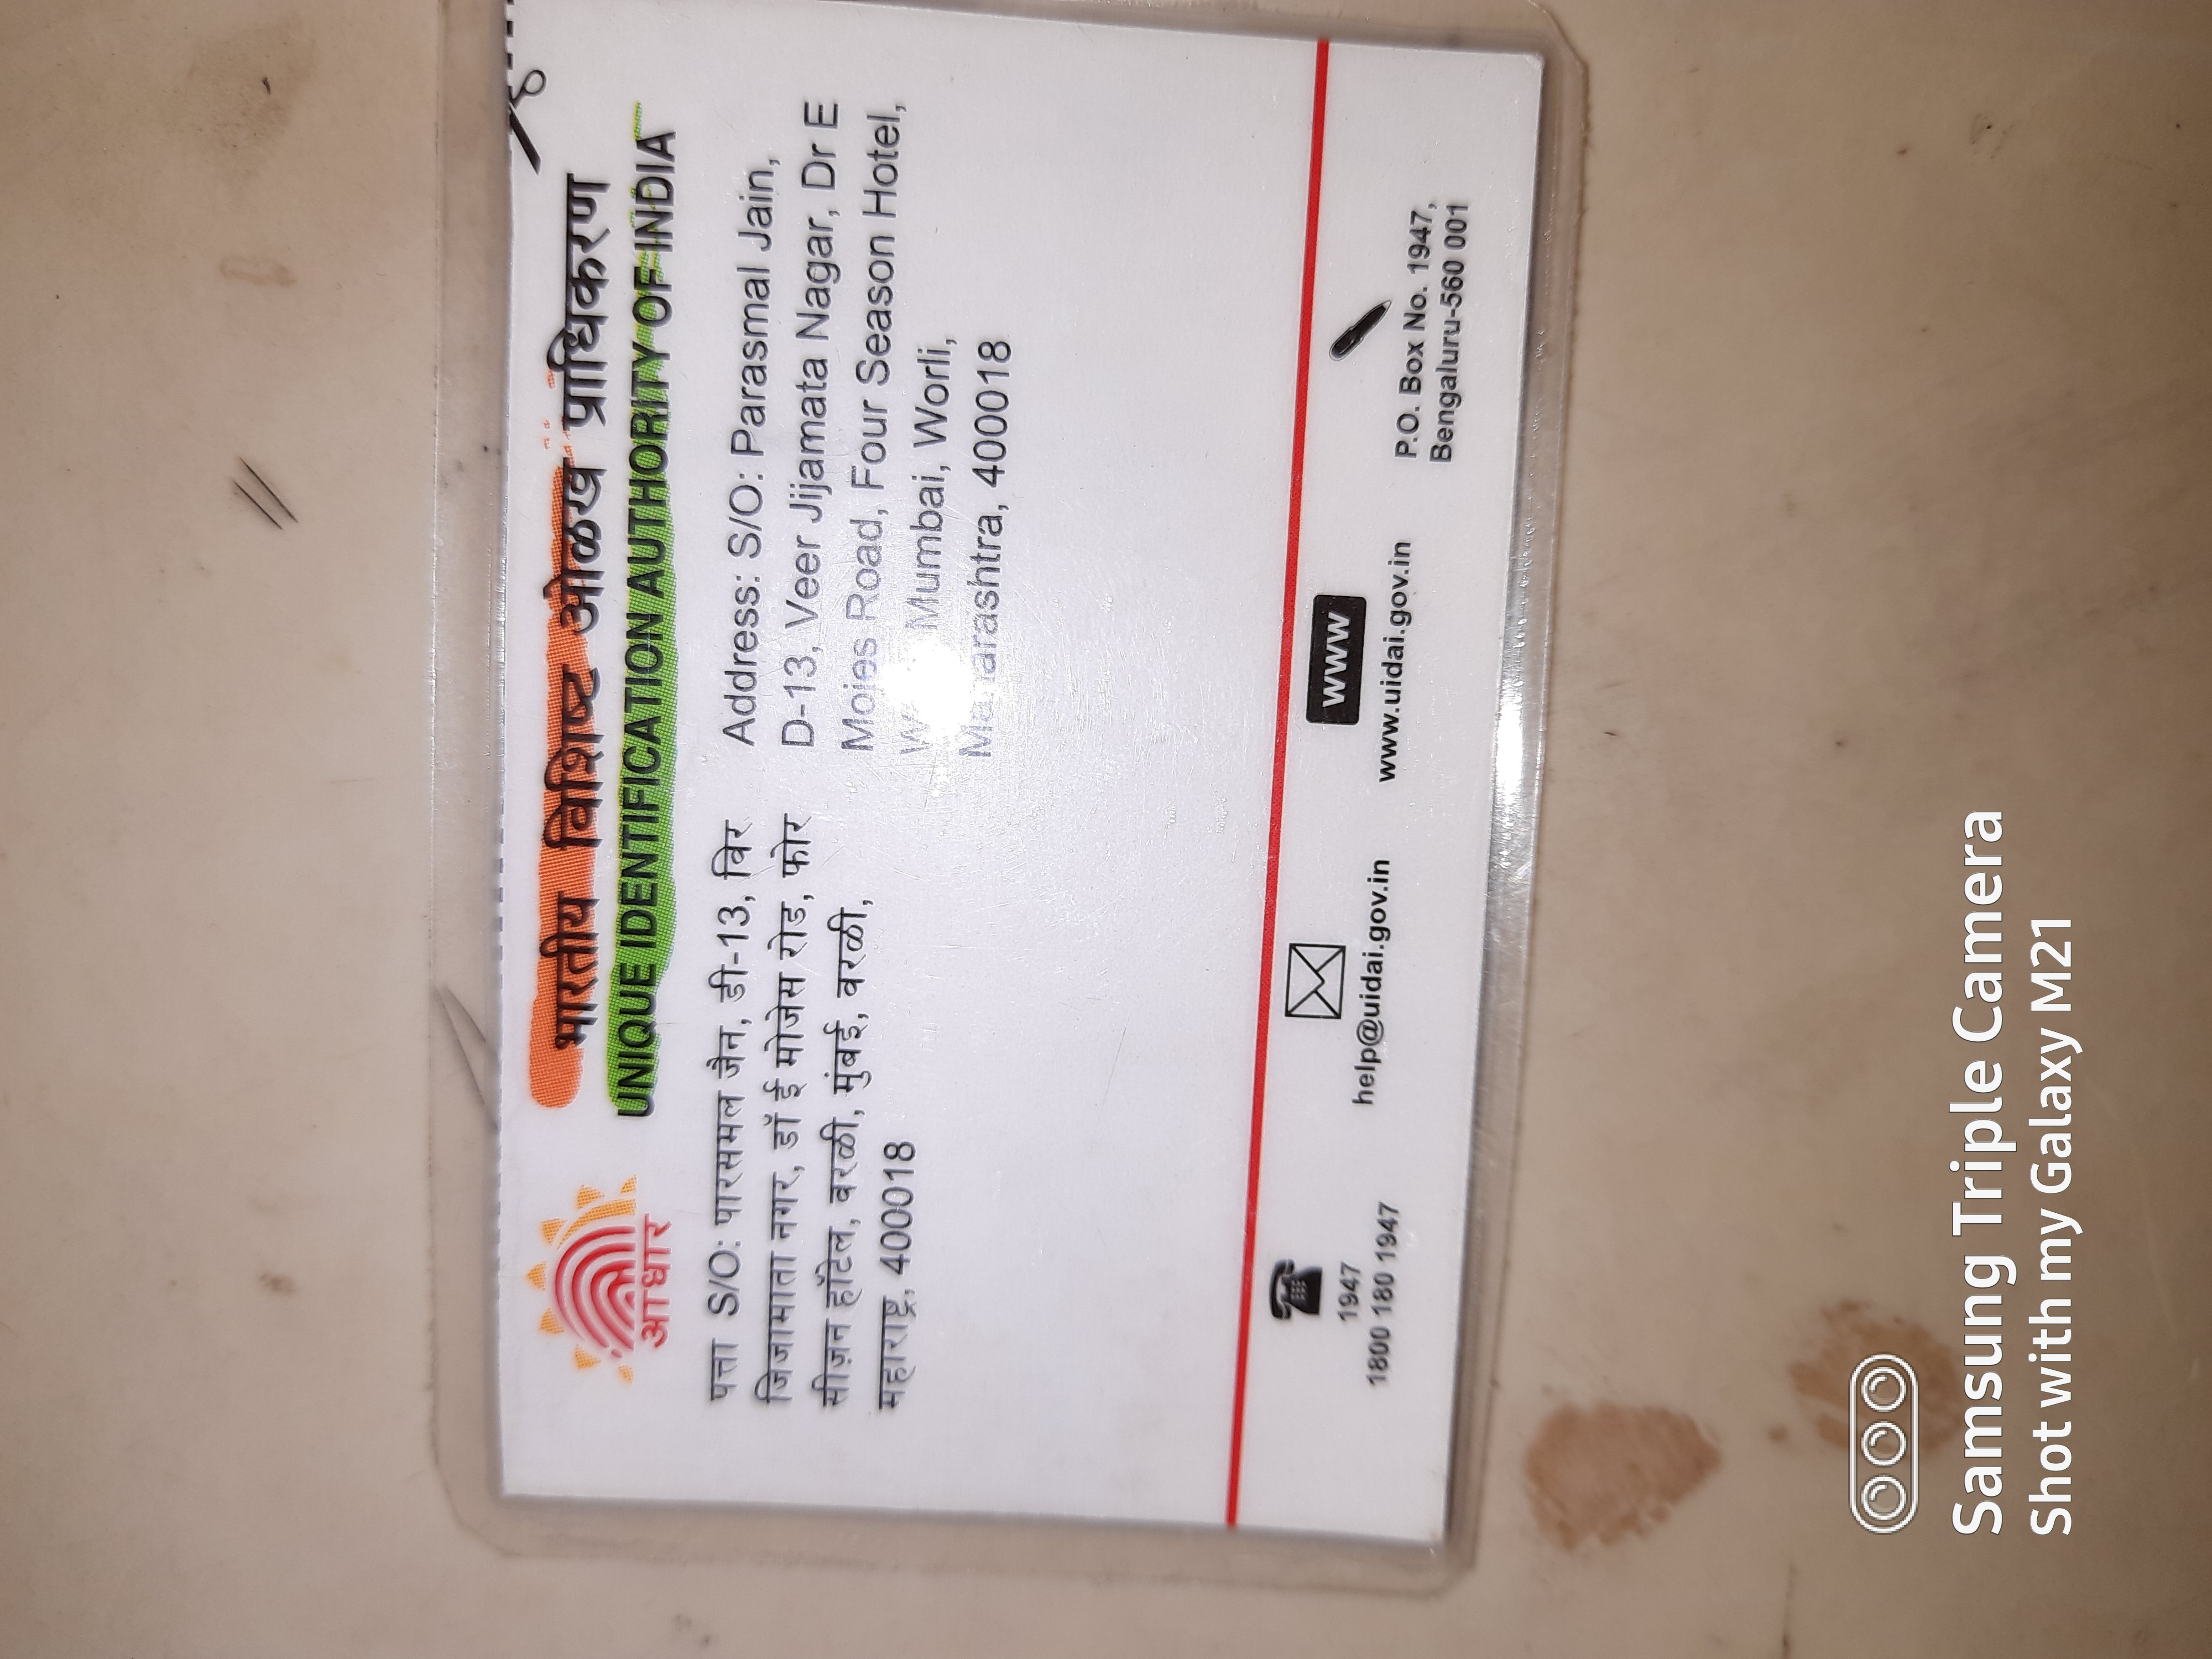 भारतीय विशिष्ट ओळख प्राधिकरण
UNIQUE IDENTIFICATION AUTHORITY OF INDIA
आधार
पत्ता S/O: पारसमल जैन, डी-13, विर
जिजामाता नगर, डॉ ई मोजेस रोड, फोर
सीज़न हॉटेल, वरळी, मुंबई, वरळी,
महाराष्ट्र, 400018
Address: S/O: Parasmal Jain,
D-13, Veer Jijamata Nagar, Dr E
Mojes Road, Four Season Hotel,
Mumbai, Worli,
Maharashtra, 400018
1947
1800 180 1947
help@uidai.gov.in
WWW
www.uidai.gov.in
P.O. Box No. 1947,
Bengaluru-560 001
Samsung Triple Camera
Shot with my Galaxy M21